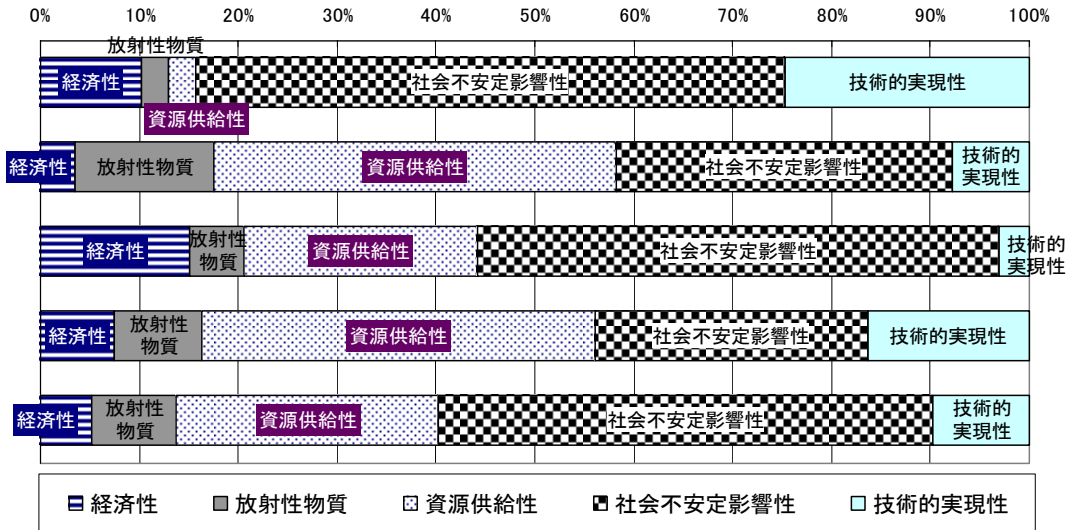 0% 10% 20% 30% 40% 50% 60% 70% 80% 90% 100%
放射性物質
経済性 社会不安定影響性 技術的実現性
資源供給性
経済性 放射性物質 資源供給性 社会不安定影響性 技術的
実現性
経済性 放射性
物質 資源供給性 社会不安定影響性 技術的
実現性
経済性 放射性
物質 資源供給性 社会不安定影響性 技術的実現性
経済性 放射性
物質 資源供給性 社会不安定影響性 技術的
実現性
経済性 放射性物質 資源供給性 社会不安定影響性 技術的実現性